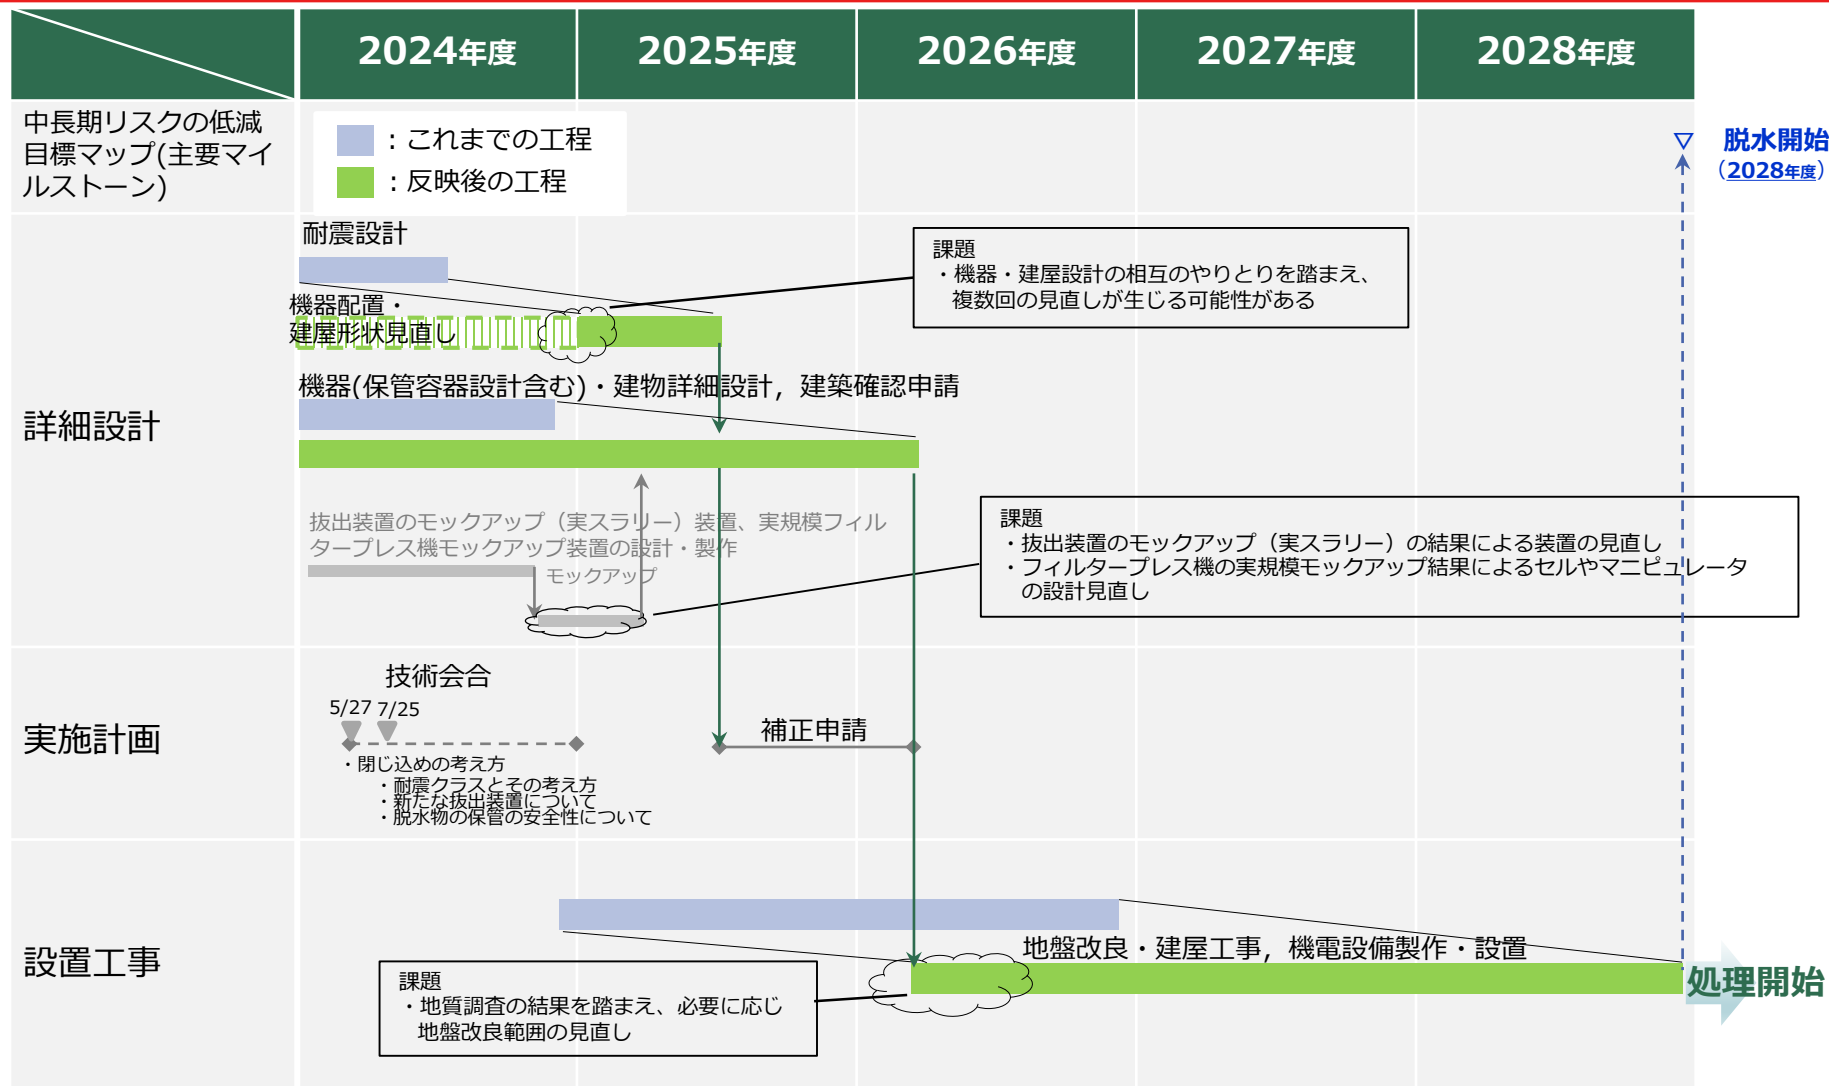 2024年度 2025年度 2026年度 2027年度 2028年度
中長期リスクの低減
目標マップ(主要マイ
ルストーン)
：これまでの工程
：反映後の工程
脱水開始
（2028年度）
詳細設計
耐震設計
機器配置・
建屋形状見直し
課題
・機器・建屋設計の相互のやりとりを踏まえ、
複数回の見直しが生じる可能性がある
機器(保管容器設計含む)・建物詳細設計，建築確認申請
抜出装置のモックアップ（実スラリー）装置、実規模フィル
タープレス機モックアップ装置の設計・製作
モックアップ
課題
・抜出装置のモックアップ（実スラリー）の結果による装置の見直し
・フィルタープレス機の実規模モックアップ結果によるセルやマニピュレータ
の設計見直し
実施計画
技術会合
5/27 7/25
・閉じ込めの考え方
・耐震クラスとその考え方
・新たな抜出装置について
・脱水物の保管の安全性について
補正申請
設置工事
地盤改良・建屋工事，機電設備製作・設置
課題
・地質調査の結果を踏まえ、必要に応じ
地盤改良範囲の見直し
処理開始